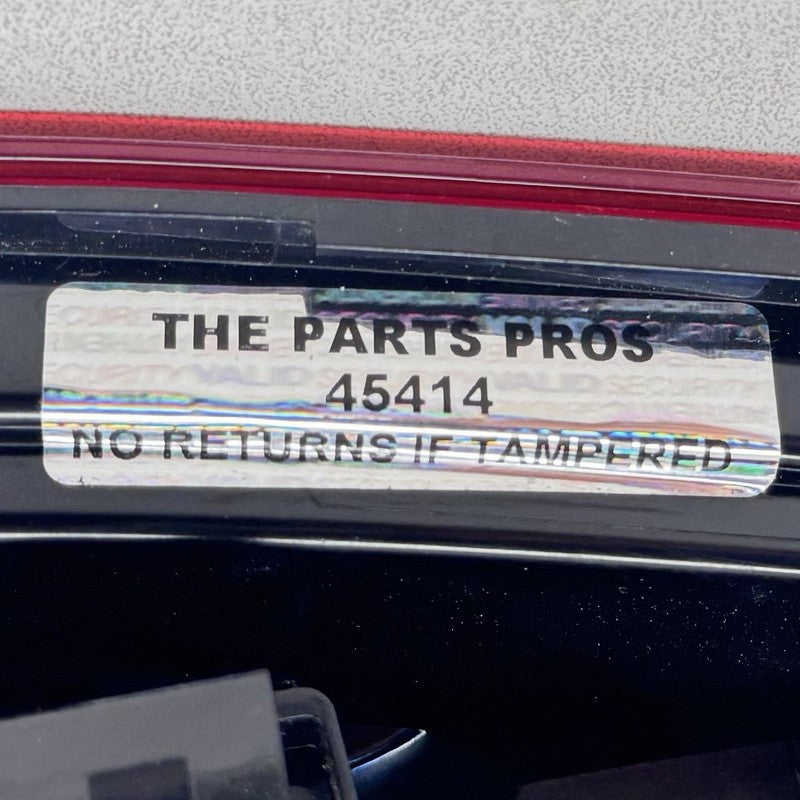 THE PARTS PROS
45414
NO RETURNS IF TAMPERED